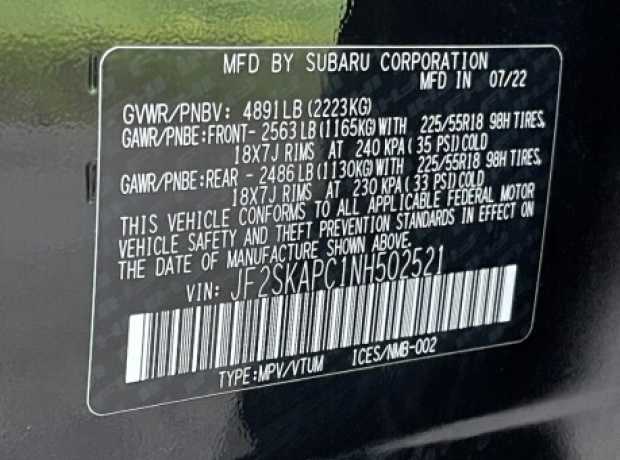 MFD BY SUBARU CORPORATION
MFD IN 07/22
GVWR/PNBV: 4891LB (2223KG)
GAWR/PNBE:FRONT- 2563LB (1165KG) WITH 225/55R18 98H TIRES,
18X7J RIMS AT 240 KPA (35 PSI) COLD
GAWR/PNBE:REAR - 2486LB (1130KG) WITH 225/55R18 98H TIRES,
18X7J RIMS AT 230 KPA (33 PSI) COLD
THIS VEHICLE CONFORMS TO ALL APPLICABLE FEDERAL MOTOR
VEHICLE SAFETY AND THEFT PREVENTION STANDARDS IN EFFECT ON
THE DATE OF MANUFACTURE SHOWN ABOVE.
VIN: JF2SKAPC1NH502521
TYPE:MPV/VTUM ICES/NMB-002